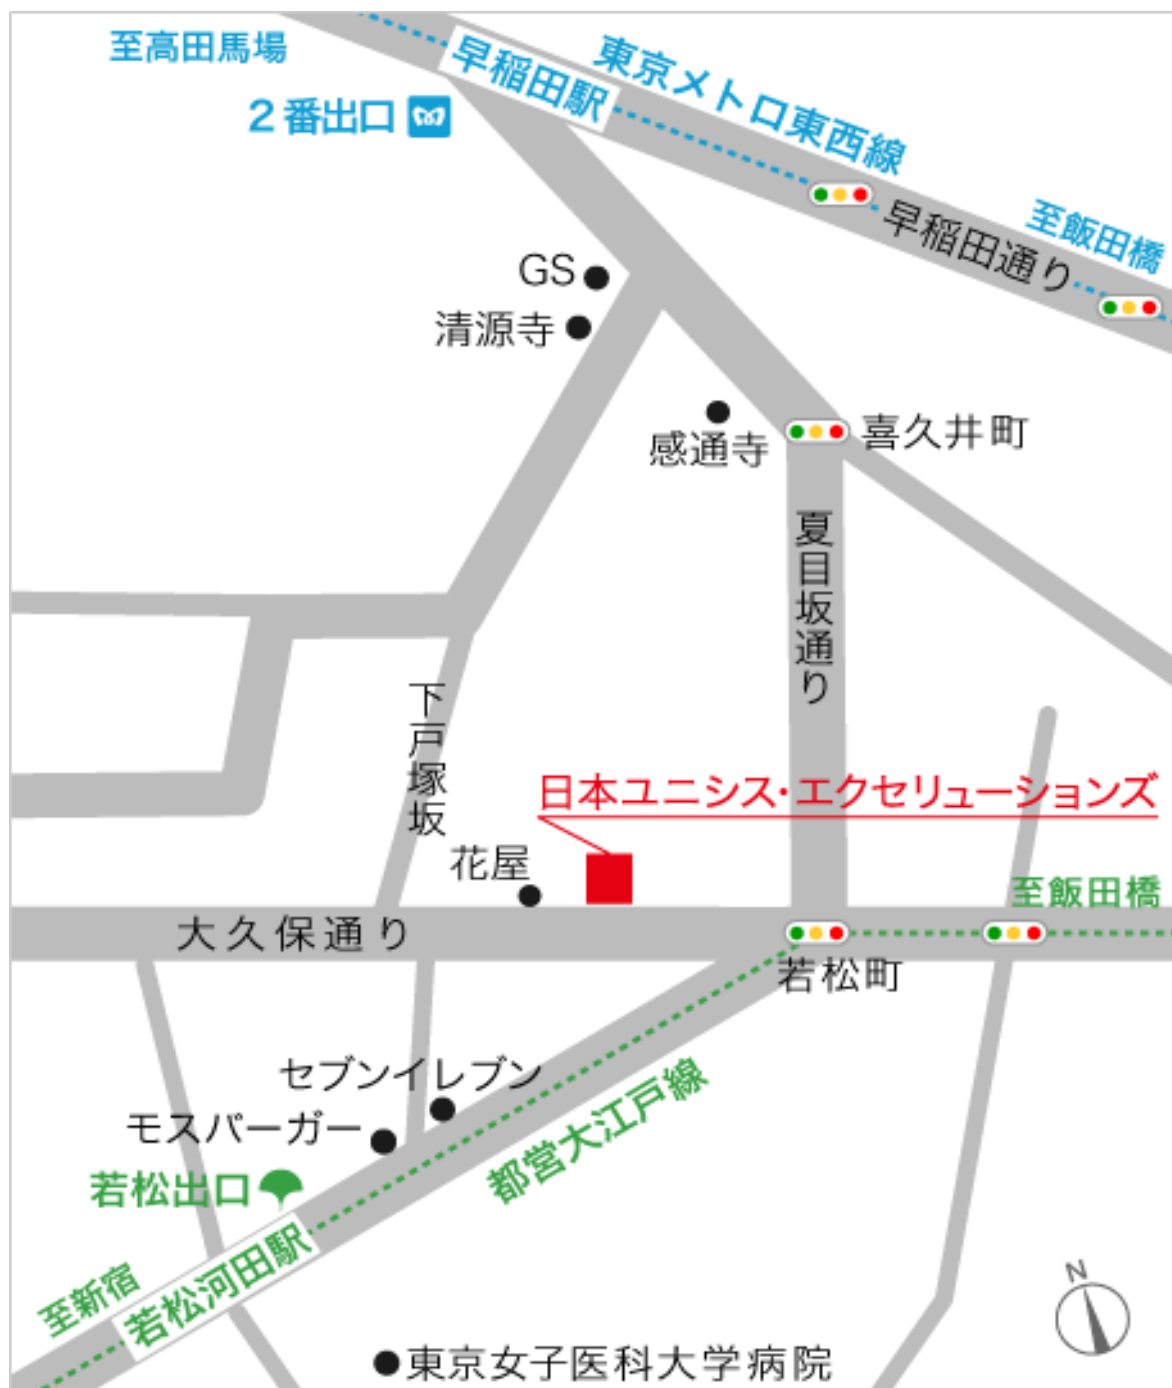 至高田馬場
早稲田駅
東京メトロ東西線
2番出口
早稲田通り
至飯田橋
GS
清源寺
感通寺
喜久井町
夏目坂通り
下戸塚坂
日本ユニシス・エクセリューションズ
花屋
至飯田橋
大久保通り
若松町
セブンイレブン
モスバーガー
都営大江戸線
若松出口
若松河田駅
至新宿
N
東京女子医科大学病院